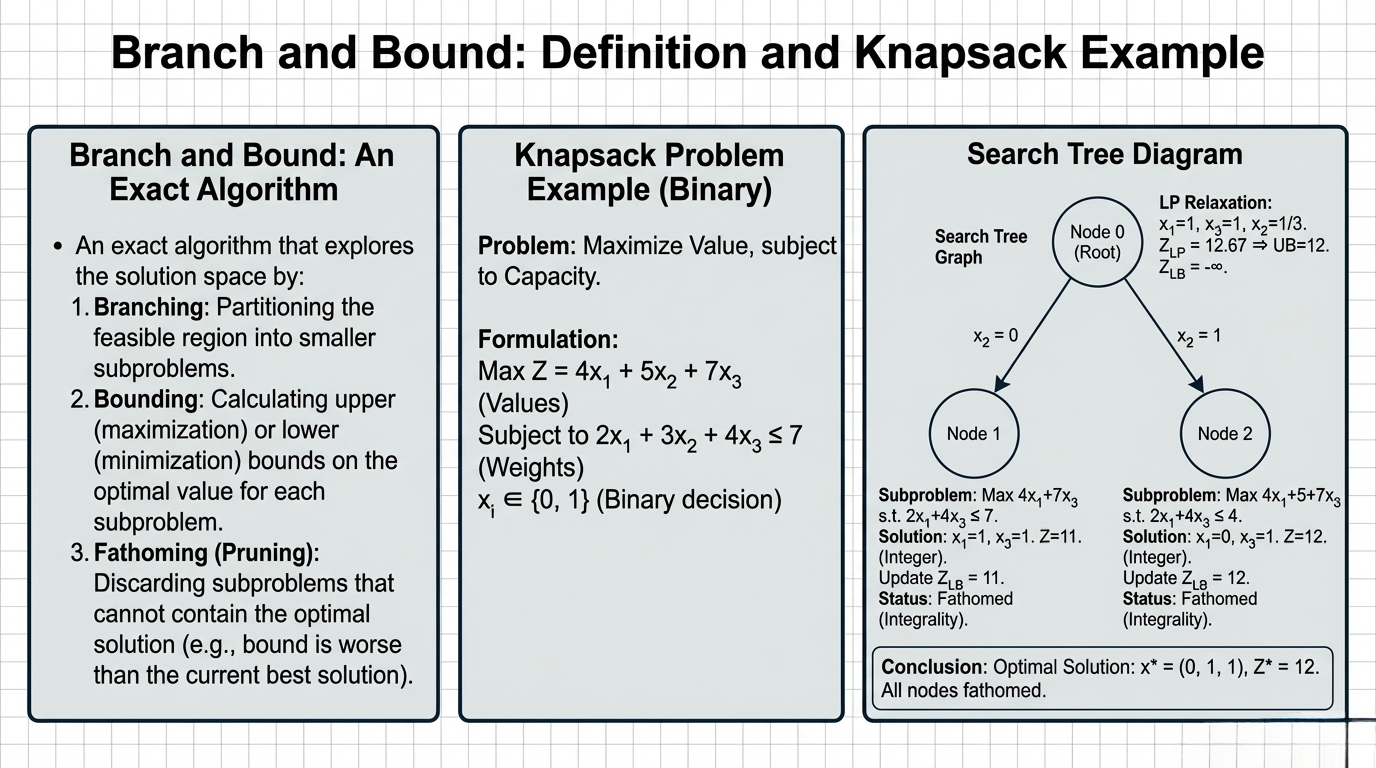 Branch and Bound: Definition and Knapsack Example
Branch and Bound: An
Exact Algorithm
• An exact algorithm that explores
the solution space by:
1. Branching: Partitioning the
feasible region into smaller
subproblems.
2. Bounding: Calculating upper
(maximization) or lower
(minimization) bounds on the
optimal value for each
subproblem.
3. Fathoming (Pruning):
Discarding subproblems that
cannot contain the optimal
solution (e.g., bound is worse
than the current best solution).
Knapsack Problem
Example (Binary)
Problem: Maximize Value, subject
to Capacity.
Formulation:
Max Z = 4x₁ + 5x₂ + 7x₃
(Values)
Subject to 2x₁ + 3x₂ + 4x₃ ≤ 7
(Weights)
xᵢ ∈ {0, 1} (Binary decision)
Search Tree Diagram
Search Tree
Graph
Node 0
(Root)
LP Relaxation:
x₁=1, x₃=1, x₂=1/3.
Z_LP = 12.67 ⇒ UB=12.
Z_LB = -∞.
x₂ = 0
x₂ = 1
Node 1
Node 2
Subproblem: Max 4x₁+7x₃
s.t. 2x₁+4x₃ ≤ 7.
Solution: x₁=1, x₃=1. Z=11.
(Integer).
Update Z_LB = 11.
Status: Fathomed
(Integrality).
Subproblem: Max 4x₁+5+7x₃
s.t. 2x₁+4x₃ ≤ 4.
Solution: x₁=0, x₃=1. Z=12.
(Integer).
Update Z_LB = 12.
Status: Fathomed
(Integrality).
Conclusion: Optimal Solution: x* = (0, 1, 1), Z* = 12.
All nodes fathomed.